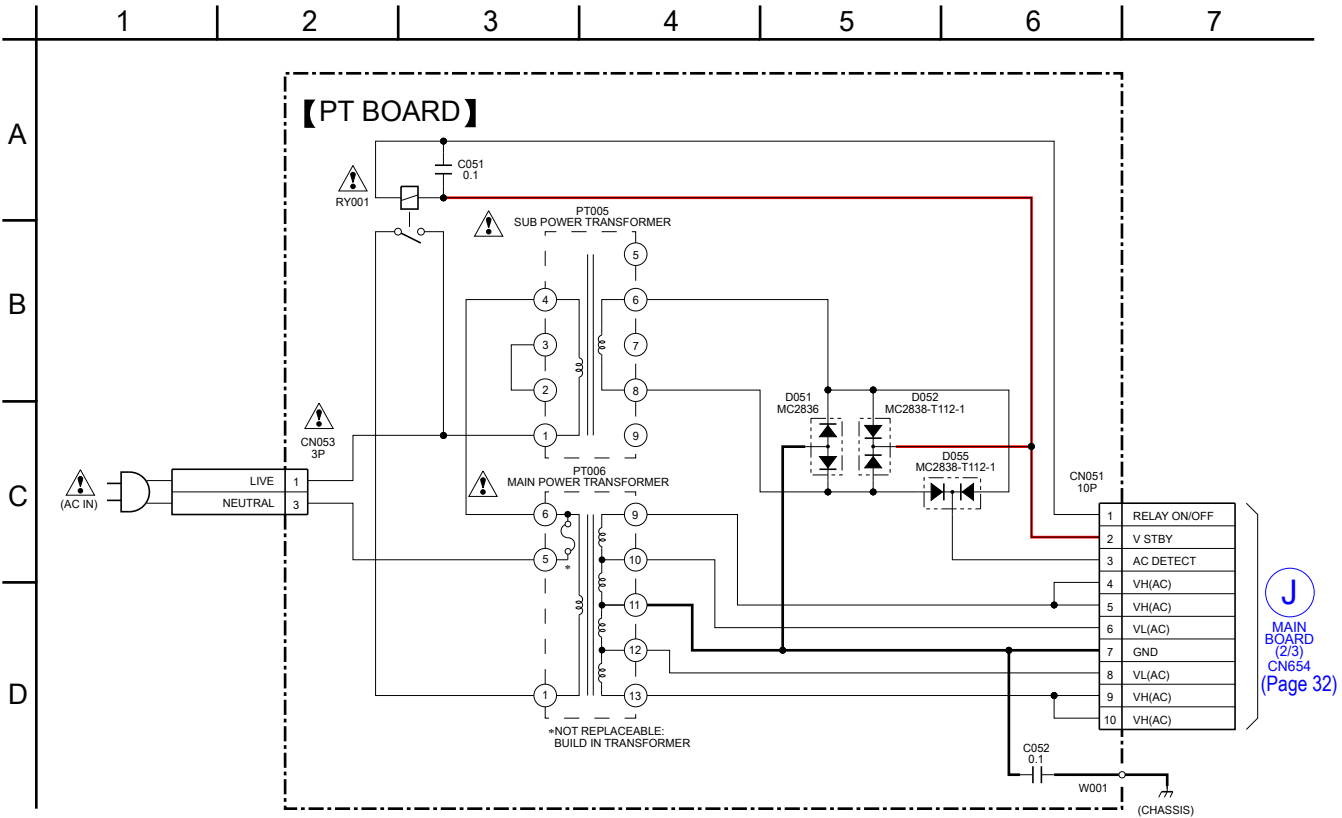 1 2 3 4 5 6 7
A
B
C
D
【PT BOARD】
C051
0.1
RY001
PT005
SUB POWER TRANSFORMER
5
4
6
3
7
2
8
1
9
D051
MC2836
D052
MC2838-T112-1
D055
MC2838-T112-1
CN053
3P
(AC IN)
LIVE 1
NEUTRAL 3
PT006
MAIN POWER TRANSFORMER
6
9
5
10
*
11
12
1
13
*NOT REPLACEABLE:
BUILD IN TRANSFORMER
CN051
10P
1 RELAY ON/OFF
2 V STBY
3 AC DETECT
4 VH(AC)
5 VH(AC)
6 VL(AC)
7 GND
8 VL(AC)
9 VH(AC)
10 VH(AC)
J
MAIN
BOARD
(2/3)
CN654
(Page 32)
C052
0.1
W001
(CHASSIS)